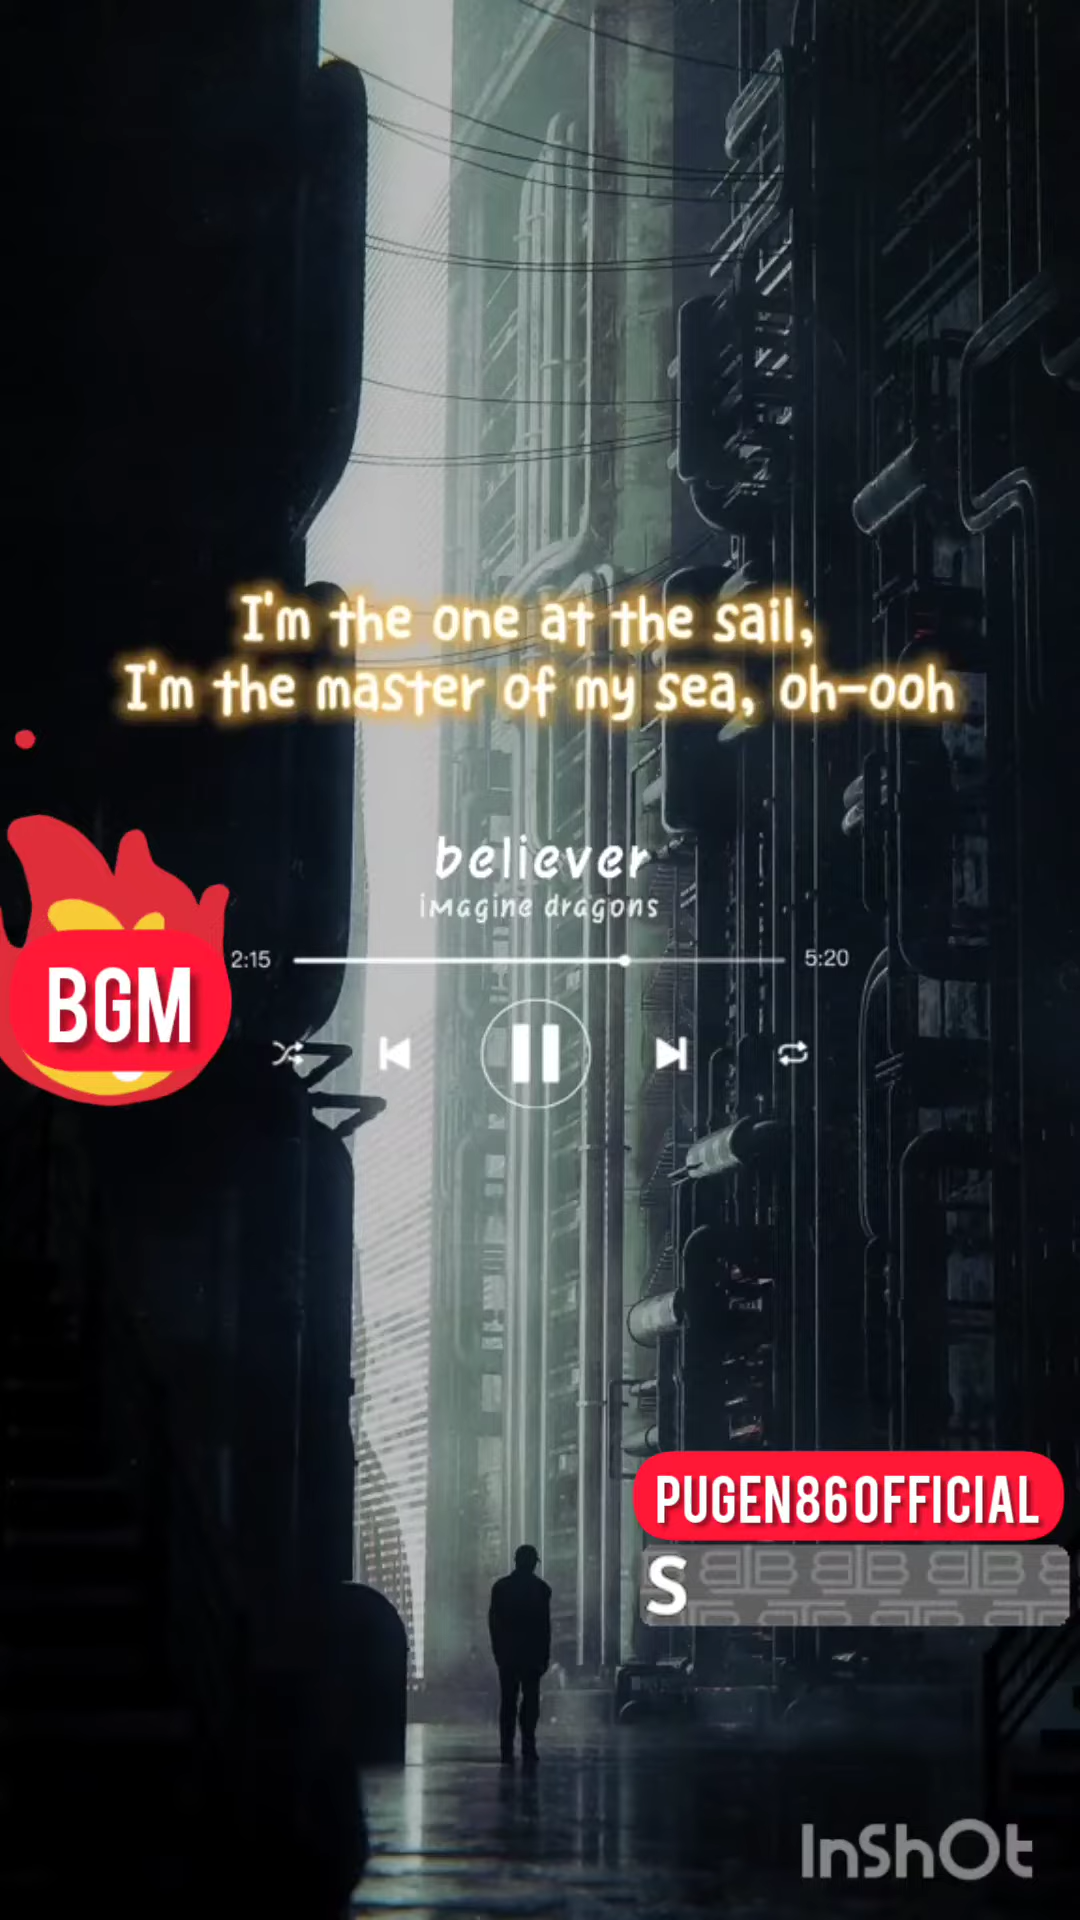 I'm the one at the sail,
I'm the master of my sea, oh-ooh
believer
imagine dragons
2:15
5:20
BGM
PUGEN86OFFICIAL
S
InShOt